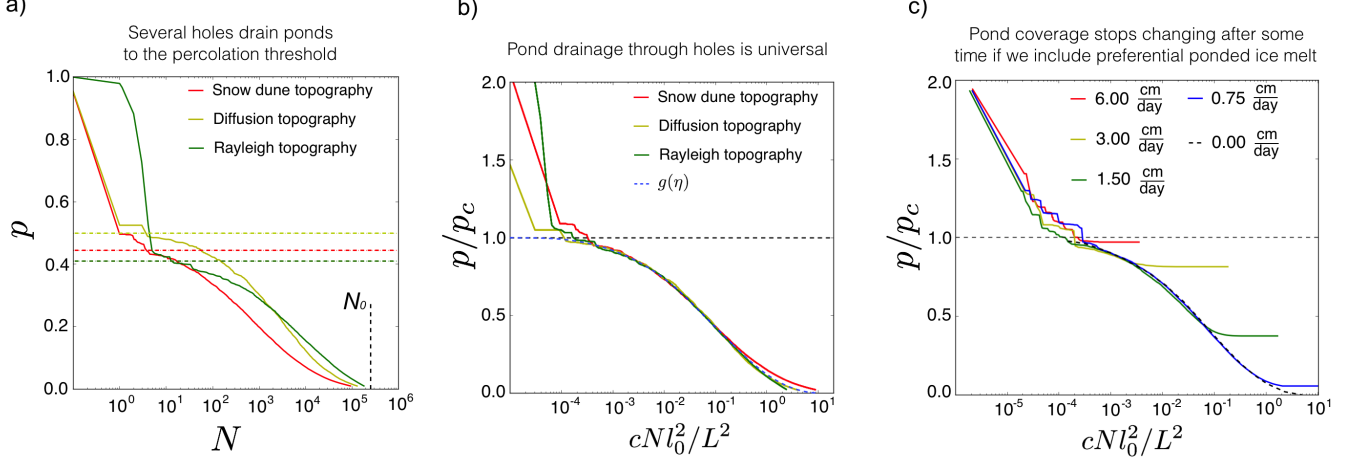 a)
Several holes drain ponds
to the percolation threshold
1.0
0.8
0.6
0.4
0.2
0.0
p
Snow dune topography
Diffusion topography
Rayleigh topography
N₀
10⁰ 10¹ 10² 10³ 10⁴ 10⁵ 10⁶
N
b)
Pond drainage through holes is universal
2.0
1.5
1.0
0.5
0.0
p/p_c
Snow dune topography
Diffusion topography
Rayleigh topography
g(η)
10⁻⁴ 10⁻³ 10⁻² 10⁻¹ 10⁰ 10¹
cNl₀²/L²
c)
Pond coverage stops changing after some
time if we include preferential ponded ice melt
2.0
1.5
1.0
0.5
0.0
p/p_c
6.00 cm/day
3.00 cm/day
1.50 cm/day
0.75 cm/day
0.00 cm/day
10⁻⁵ 10⁻⁴ 10⁻³ 10⁻² 10⁻¹ 10⁰ 10¹
cNl₀²/L²